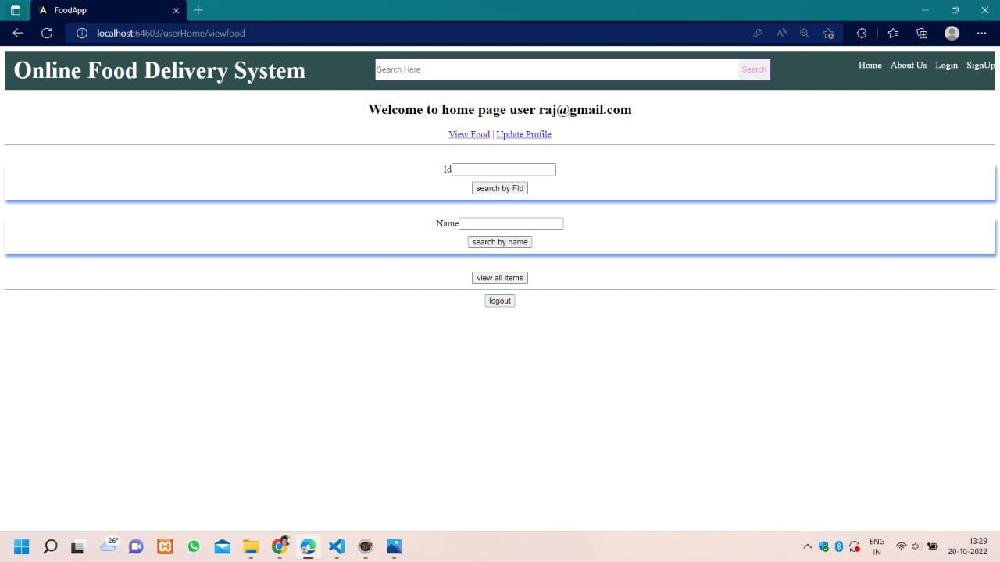 FoodApp
localhost:64603/userHome/viewfood
Online Food Delivery System
Search Here
Search
Home About Us Login SignUp
Welcome to home page user raj@gmail.com
View Food | Update Profile
Id
search by FId
Name
search by name
view all items
logout
26°
ENG
IN
13:29
20-10-2022